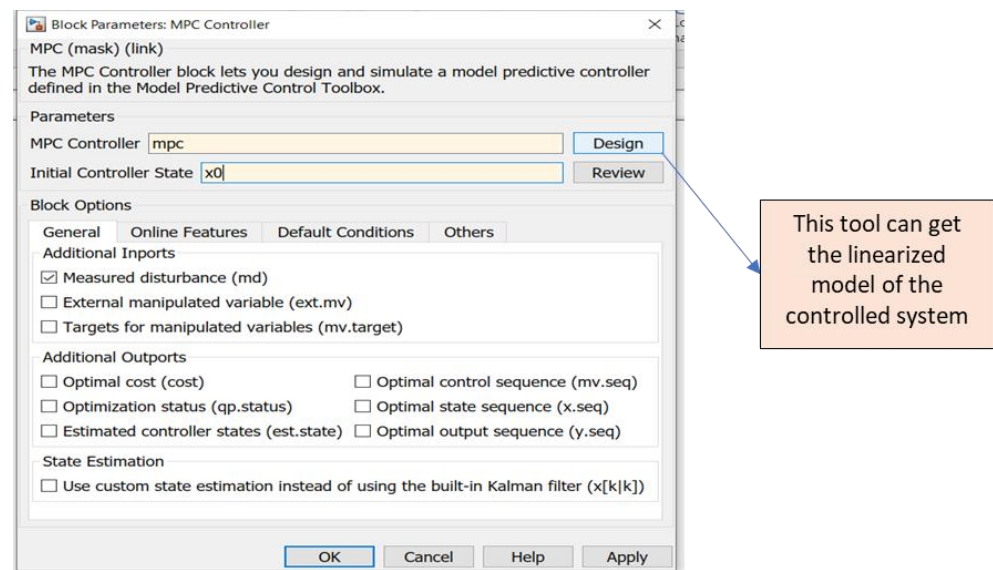 Block Parameters: MPC Controller
MPC (mask) (link)
The MPC Controller block lets you design and simulate a model predictive controller
defined in the Model Predictive Control Toolbox.
Parameters
MPC Controller mpc Design
Initial Controller State x0 Review
Block Options
General Online Features Default Conditions Others
Additional Inports
Measured disturbance (md)
External manipulated variable (ext.mv)
Targets for manipulated variables (mv.target)
Additional Outports
Optimal cost (cost) Optimal control sequence (mv.seq)
Optimization status (qp.status) Optimal state sequence (x.seq)
Estimated controller states (est.state) Optimal output sequence (y.seq)
State Estimation
Use custom state estimation instead of using the built-in Kalman filter (x[k|k])
OK Cancel Help Apply
This tool can get
the linearized
model of the
controlled system